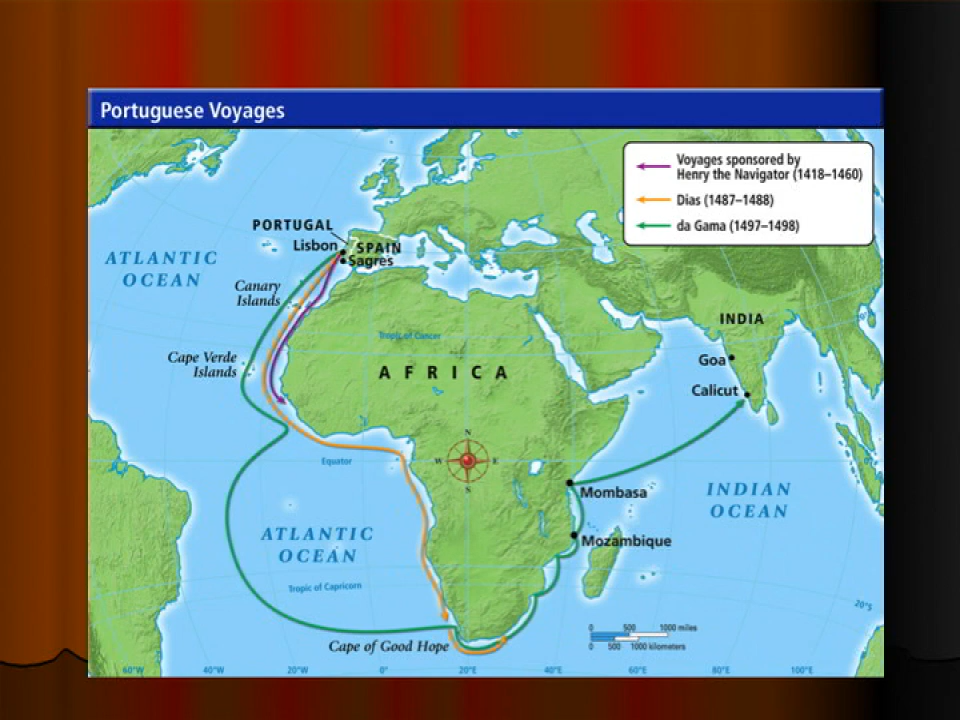 Portuguese Voyages
Voyages sponsored by
Henry the Navigator (1418–1460)
Dias (1487–1488)
da Gama (1497–1498)
PORTUGAL
Lisbon
SPAIN
Sagres
ATLANTIC
OCEAN
Canary
Islands
INDIA
Tropic of Cancer
Cape Verde
Islands
Goa
AFRICA
Calicut
N
W
E
S
Equator
Mombasa
INDIAN
OCEAN
ATLANTIC
OCEAN
Mozambique
Tropic of Capricorn
20°S
0 500 1000 miles
0 500 1000 kilometers
Cape of Good Hope
60°W 40°W 20°W 0° 20°E 40°E 60°E 80°E 100°E